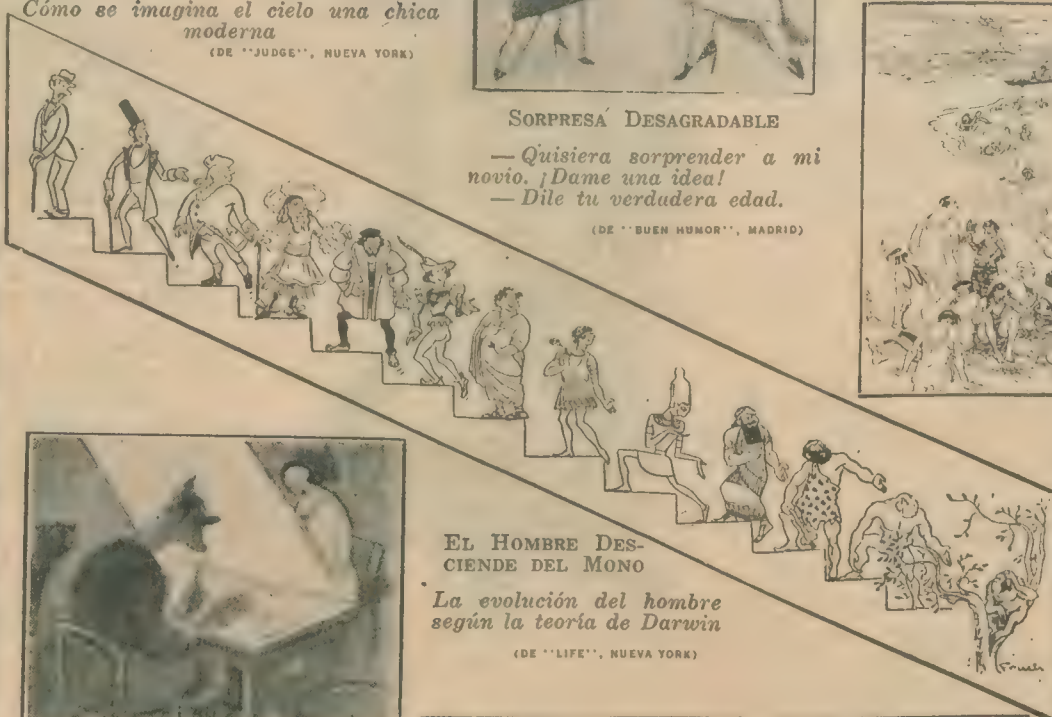 Cómo se imagina el cielo una chica
moderna
(DE "JUDGE", NUEVA YORK)
SORPRESA DESAGRADABLE
— Quisiera sorprender a mi
novio. ¡Dame una idea!
— Dile tu verdadera edad.
(DE "BUEN HUMOR", MADRID)
EL HOMBRE DES-
CIENDE DEL MONO
La evolución del hombre
según la teoría de Darwin
(DE "LIFE", NUEVA YORK)